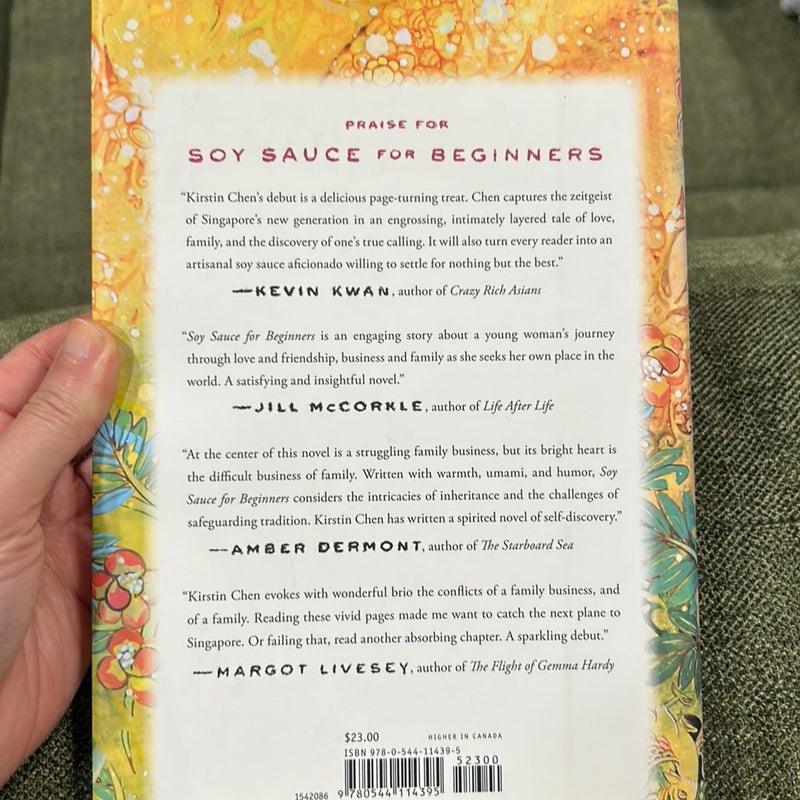 PRAISE FOR
SOY SAUCE FOR BEGINNERS
“Kirstin Chen’s debut is a delicious page-turning treat. Chen captures the zeitgeist
of Singapore’s new generation in an engrossing, intimately layered tale of love,
family, and the discovery of one’s true calling. It will also turn every reader into an
artisanal soy sauce aficionado willing to settle for nothing but the best.”
—KEVIN KWAN, author of Crazy Rich Asians
“Soy Sauce for Beginners is an engaging story about a young woman’s journey
through love and friendship, business and family as she seeks her own place in the
world. A satisfying and insightful novel.”
—JILL McCORKLE, author of Life After Life
“At the center of this novel is a struggling family business, but its bright heart is
the difficult business of family. Written with warmth, umami, and humor, Soy
Sauce for Beginners considers the intricacies of inheritance and the challenges of
safeguarding tradition. Kirstin Chen has written a spirited novel of self-discovery.”
—AMBER DERMONT, author of The Starboard Sea
“Kirstin Chen evokes with wonderful brio the conflicts of a family business, and
of a family. Reading these vivid pages made me want to catch the next plane to
Singapore. Or failing that, read another absorbing chapter. A sparkling debut.”
—MARGOT LIVESEY, author of The Flight of Gemma Hardy
$23.00 HIGHER IN CANADA
ISBN 978-0-544-11439-5
52300
1542086 9 780544 114395